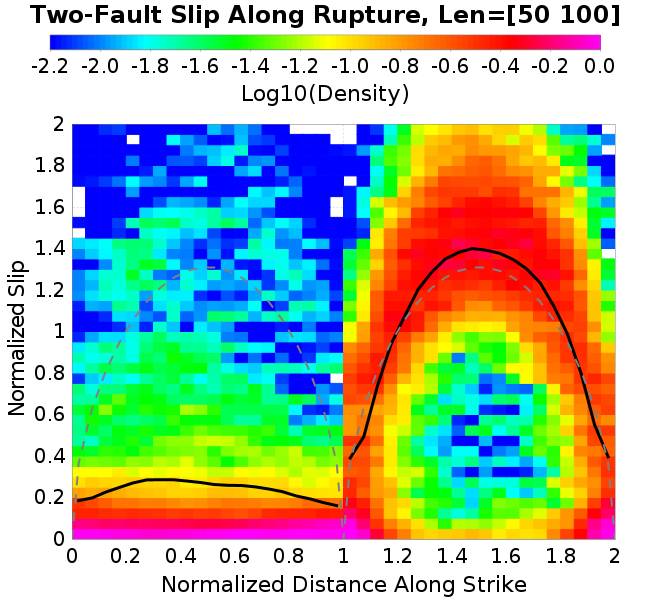 Two-Fault Slip Along Rupture, Len=[50 100]
-2.2 -2.0 -1.8 -1.6 -1.4 -1.2 -1.0 -0.8 -0.6 -0.4 -0.2 0.0
Log10(Density)
2
1.8
1.6
1.4
1.2
1
0.8
0.6
0.4
0.2
0
Normalized Slip
0 0.2 0.4 0.6 0.8 1 1.2 1.4 1.6 1.8 2
Normalized Distance Along Strike